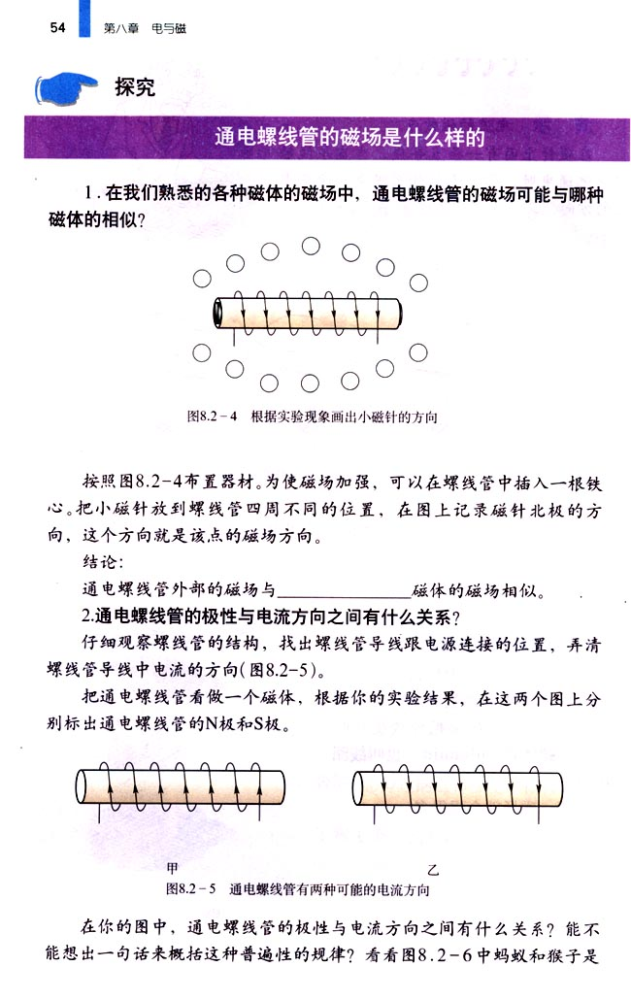 54 第八章 电与磁
探究
通电螺线管的磁场是什么样的
1.在我们熟悉的各种磁体的磁场中，通电螺线管的磁场可能与哪种
磁体的相似？
图8.2-4 根据实验现象画出小磁针的方向
按照图8.2-4布置器材。为使磁场加强，可以在螺线管中插入一根铁
心。把小磁针放到螺线管四周不同的位置，在图上记录磁针北极的方
向，这个方向就是该点的磁场方向。
结论：
通电螺线管外部的磁场与______________磁体的磁场相似。
2.通电螺线管的极性与电流方向之间有什么关系？
仔细观察螺线管的结构，找出螺线管导线跟电源连接的位置，弄清
螺线管导线中电流的方向(图8.2-5)。
把通电螺线管看做一个磁体，根据你的实验结果，在这两个图上分
别标出通电螺线管的N极和S极。
甲 乙
图8.2-5 通电螺线管有两种可能的电流方向
在你的图中，通电螺线管的极性与电流方向之间有什么关系？能不
能想出一句话来概括这种普遍性的规律？看看图8.2-6中蚂蚁和猴子是